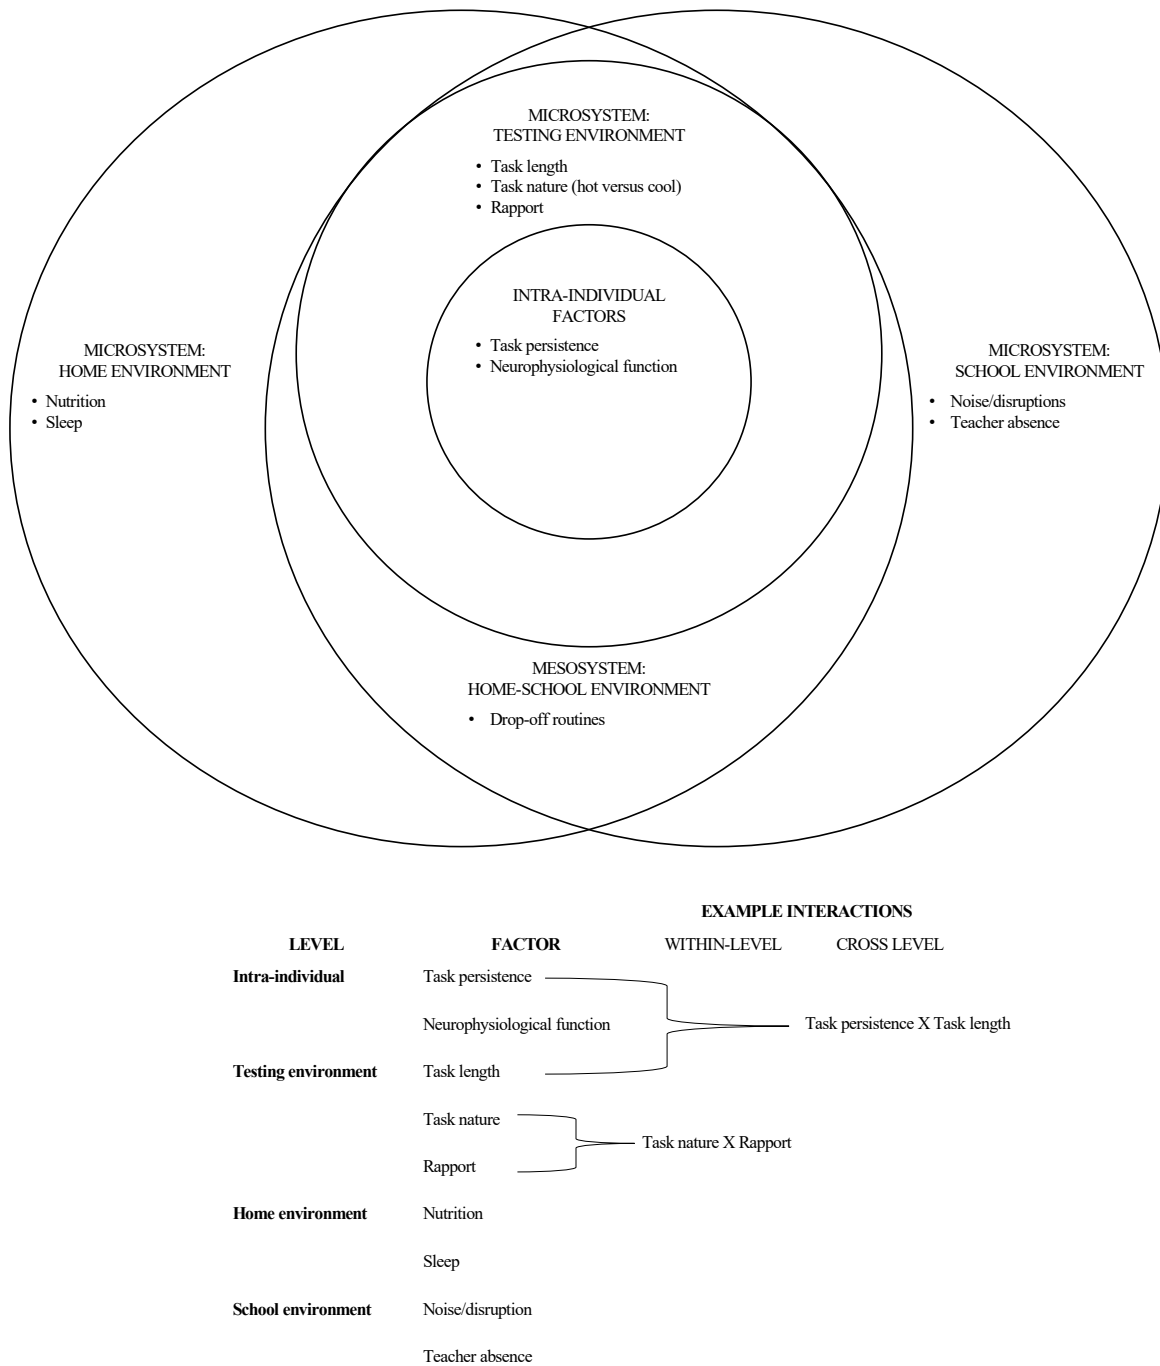 MICROSYSTEM:
TESTING ENVIRONMENT
• Task length
• Task nature (hot versus cool)
• Rapport
INTRA-INDIVIDUAL
FACTORS
• Task persistence
• Neurophysiological function
MICROSYSTEM:
HOME ENVIRONMENT
• Nutrition
• Sleep
MICROSYSTEM:
SCHOOL ENVIRONMENT
• Noise/disruptions
• Teacher absence
MESOSYSTEM:
HOME-SCHOOL ENVIRONMENT
• Drop-off routines
EXAMPLE INTERACTIONS
LEVEL FACTOR WITHIN-LEVEL CROSS LEVEL
Intra-individual Task persistence
Neurophysiological function Task persistence X Task length
Testing environment Task length
Task nature
Task nature X Rapport
Rapport
Home environment Nutrition
Sleep
School environment Noise/disruption
Teacher absence